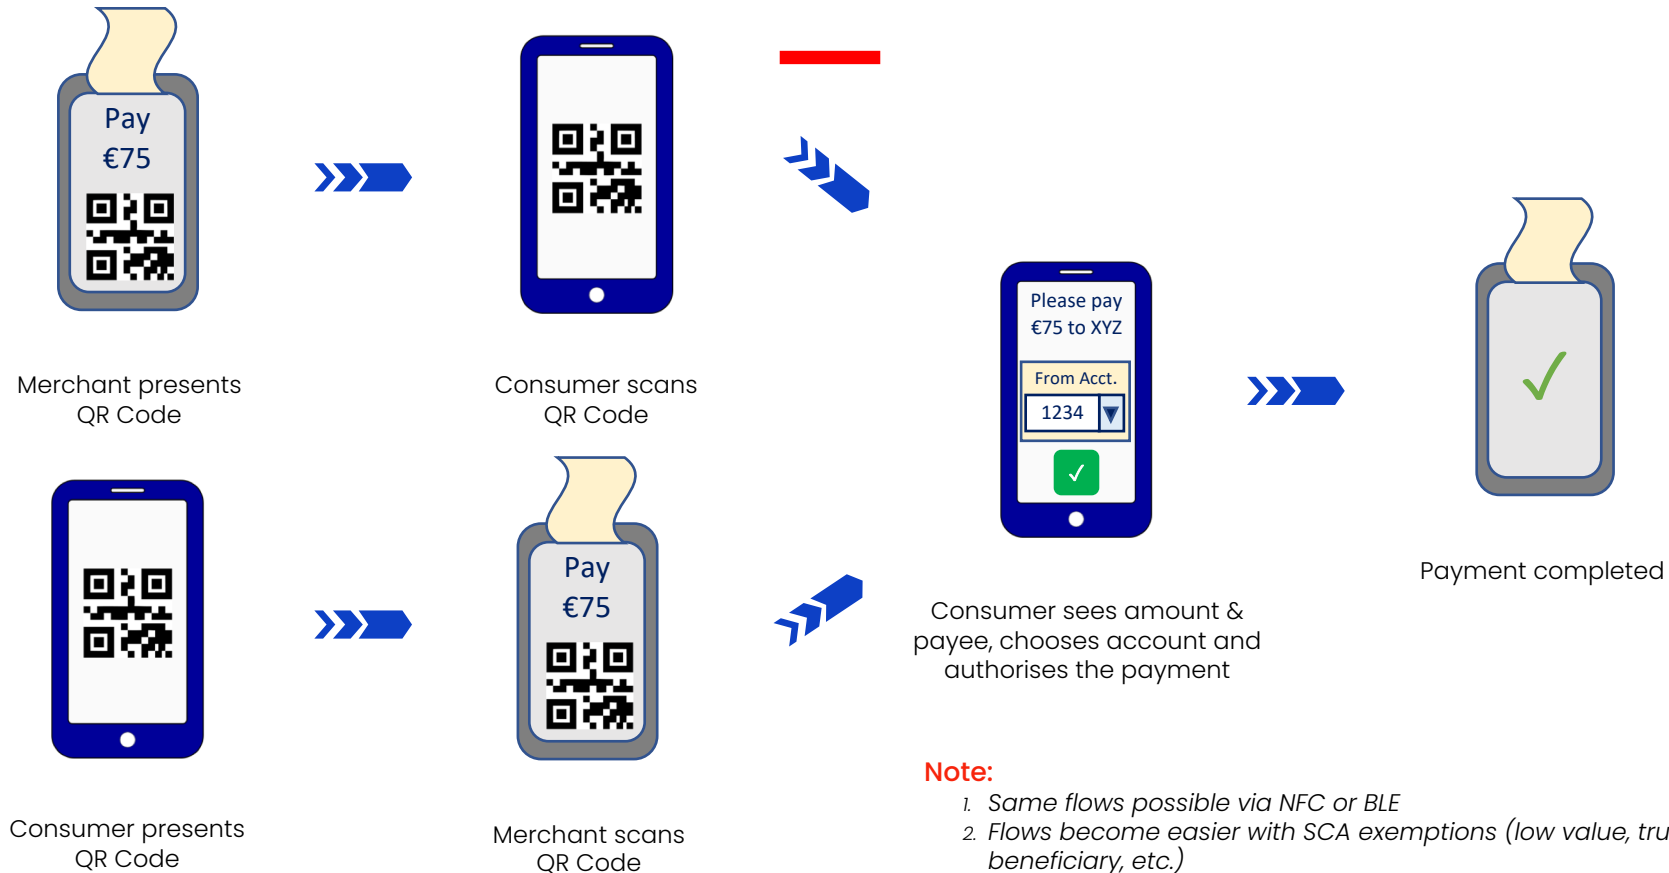 Pay
€75
Merchant presents
QR Code
Consumer scans
QR Code
Please pay
€75 to XYZ
From Acct.
1234
Consumer sees amount &
payee, chooses account and
authorises the payment
Payment completed
Consumer presents
QR Code
Pay
€75
Merchant scans
QR Code
Note:
1. Same flows possible via NFC or BLE
2. Flows become easier with SCA exemptions (low value,
beneficiary, etc.)